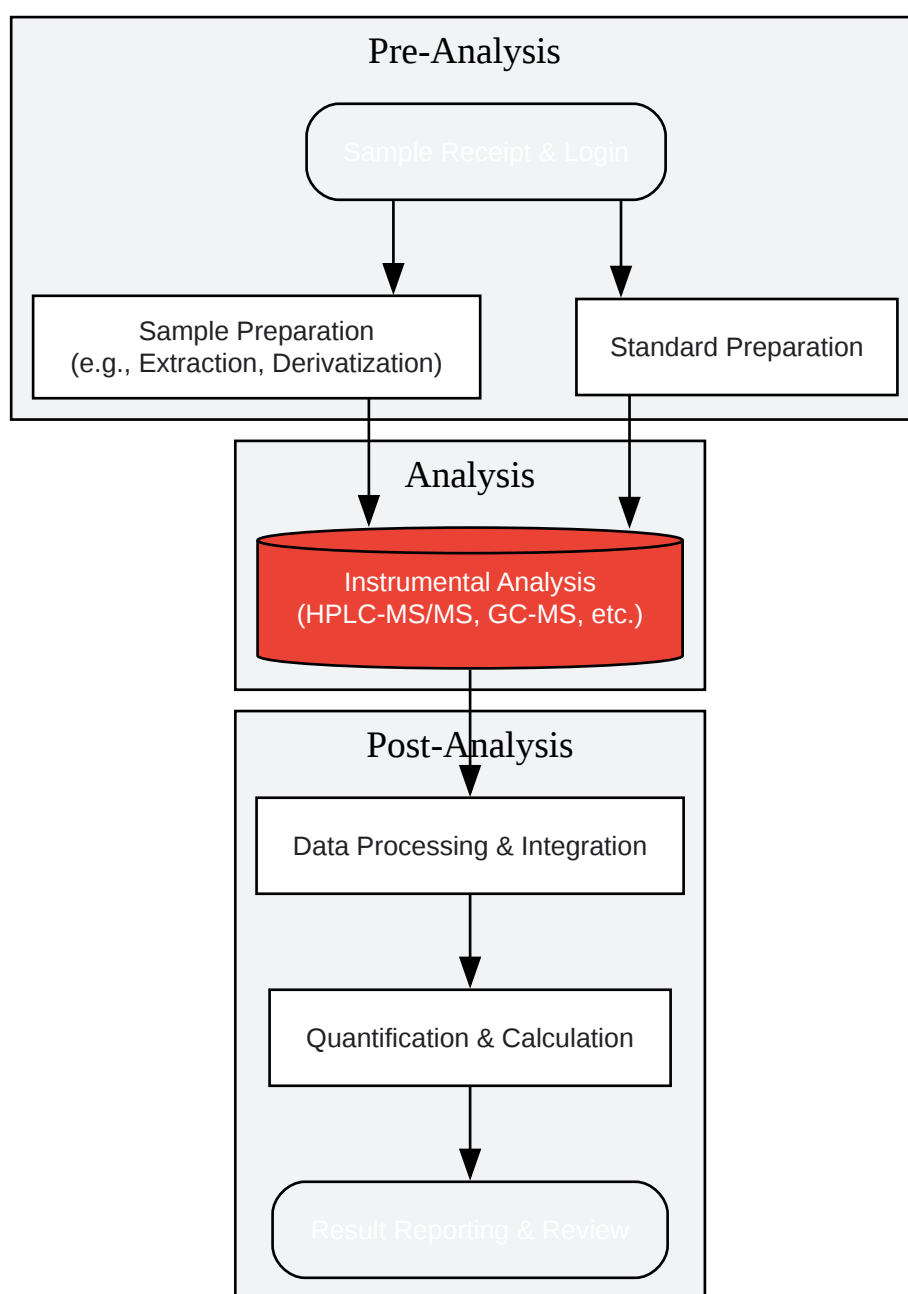 Pre-Analysis
Sample Receipt & Login
Sample Preparation
(e.g., Extraction, Derivatization)
Standard Preparation
Analysis
Instrumental Analysis
(HPLC-MS/MS, GC-MS, etc.)
Post-Analysis
Data Processing & Integration
Quantification & Calculation
Result Reporting & Review